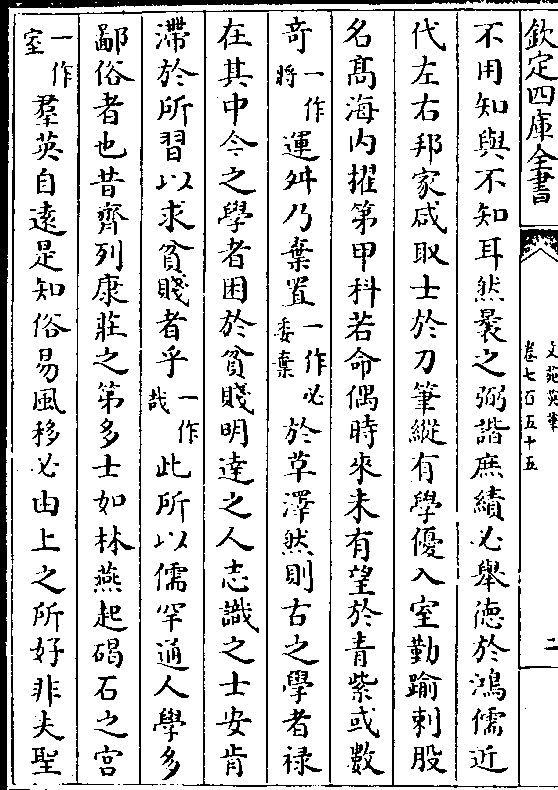 欽定四庫全書
文苑英華
卷七百五十五
二
不用知與不知耳然曩之弼諧庶績必舉德於鴻儒近
代左右邦家咸取士於刀筆縱有學優入室勤踰刺股
名髙海内擢第甲科若命偶時來未有望於青紫或數
竒一作將運舛乃棄置一作必委棄於草澤然則古之學者禄
在其中今之學者困於貧賤明達之人志識之士安肯
滯於所習以求貧賤者乎一作哉此所以儒罕通人學多
鄙俗者也昔齊列康莊之第多士如林燕起碣石之宫
一作室羣英自遠是知俗易風移必由上之所好非夫聖